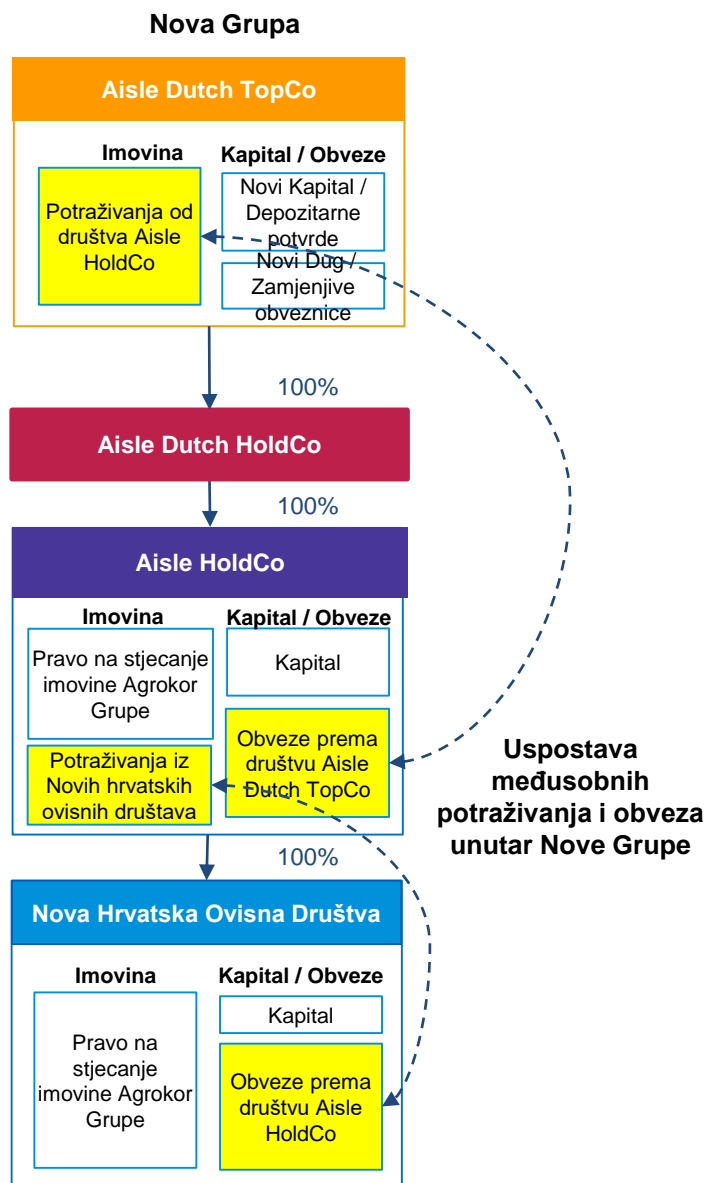 Nova Grupa
Aisle Dutch TopCo
Imovina
Kapital / Obveze
Potraživanja od
društva Aisle
HoldCo
Novi Kapital /
Depozitarne
potvrde
Novi Dug /
Zamjenjive
obveznice
100%
Aisle Dutch HoldCo
100%
Aisle HoldCo
Imovina
Kapital / Obveze
Pravo na stjecanje
imovine Agrokor
Grupe
Kapital
Potraživanja iz
Novih hrvatskih
ovisnih društava
Obveze prema
društvu Aisle
Dutch TopCo
Uspostava
međusobnih
potraživanja i obveza
unutar Nove Grupe
100%
Nova Hrvatska Ovisna Društva
Imovina
Kapital / Obveze
Pravo na
stjecanje
imovine Agrokor
Grupe
Kapital
Obveze prema
društvu Aisle
HoldCo